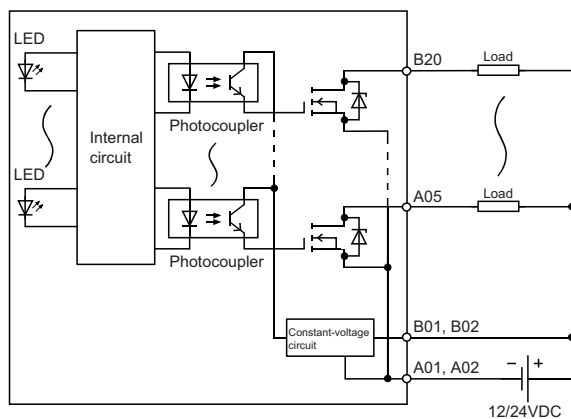 LED
B20
Load
Photocoupler
Internal
circuit
LED
A05
Load
Photocoupler
Constant-voltage
circuit
B01, B02
A01, A02
− +
12/24VDC